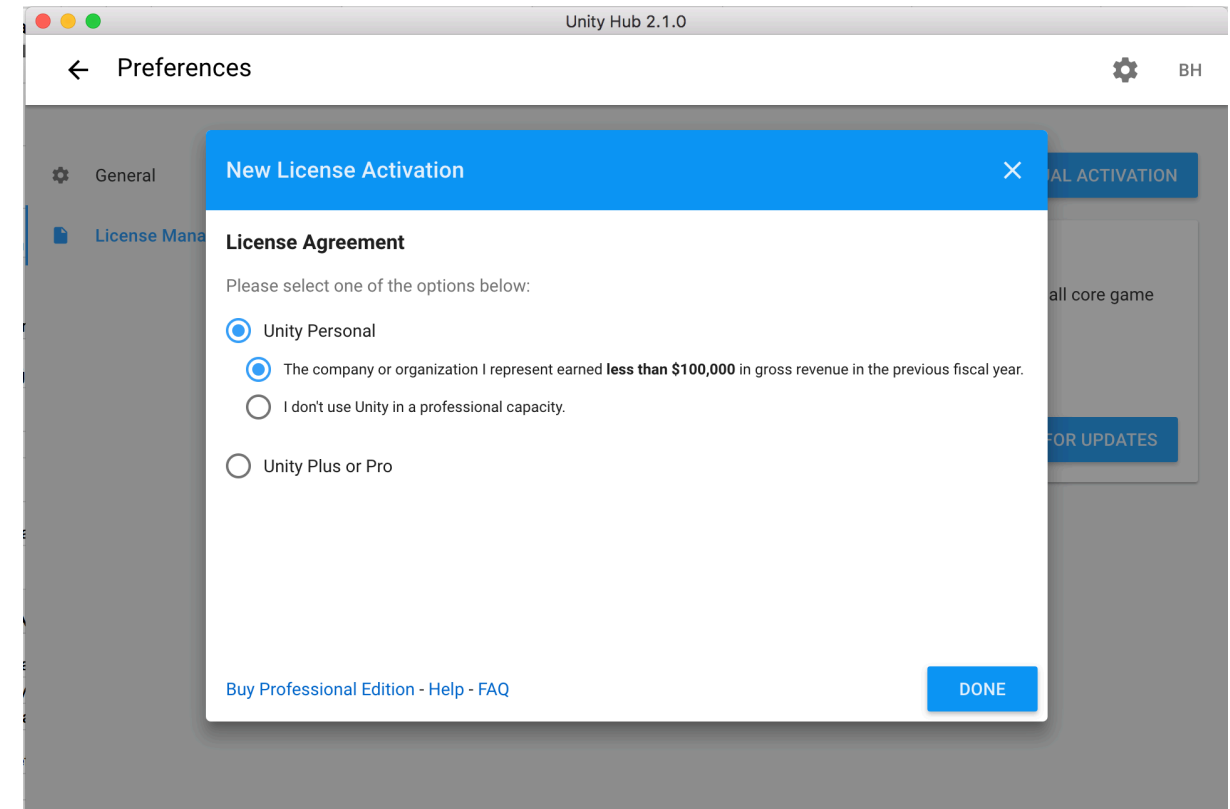 Unity Hub 2.1.0
Preferences
BH
General
License Mana
AL ACTIVATION
all core game
FOR UPDATES
New License Activation
License Agreement
Please select one of the options below:
Unity Personal
The company or organization I represent earned less than $100,000 in gross revenue in the previous fiscal year.
I don't use Unity in a professional capacity.
Unity Plus or Pro
Buy Professional Edition - Help - FAQ
DONE